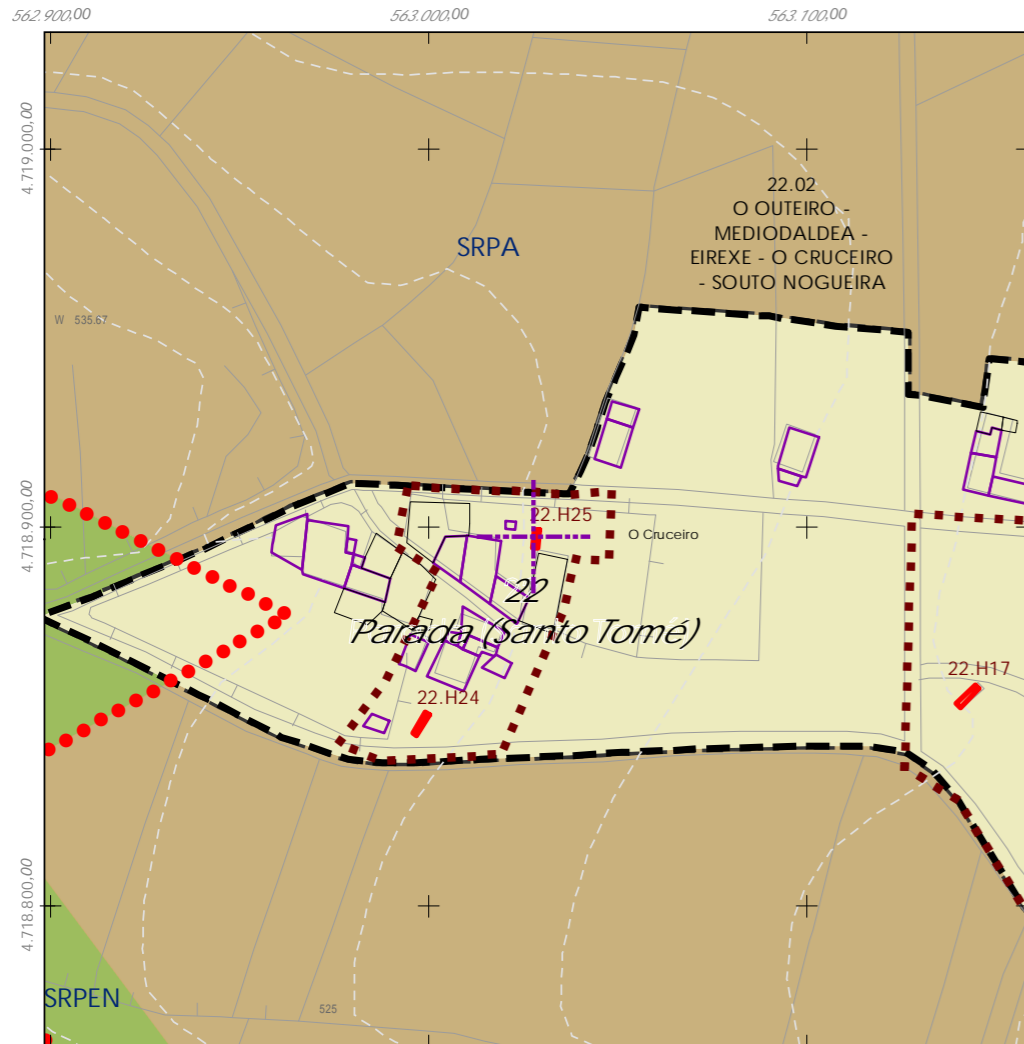 562.900,00
563.000,00
563.100,00
4.719.000,00
22.02
O OUTEIRO -
MEDIODALDEA -
EIREXE - O CRUCEIRO
- SOUTO NOGUEIRA
SRPA
W 535.67
4.718.900,00
22.H25
O Cruceiro
22
Parada (Santo Tomé)
22.H17
22.H24
4.718.800,00
SRPEN
525